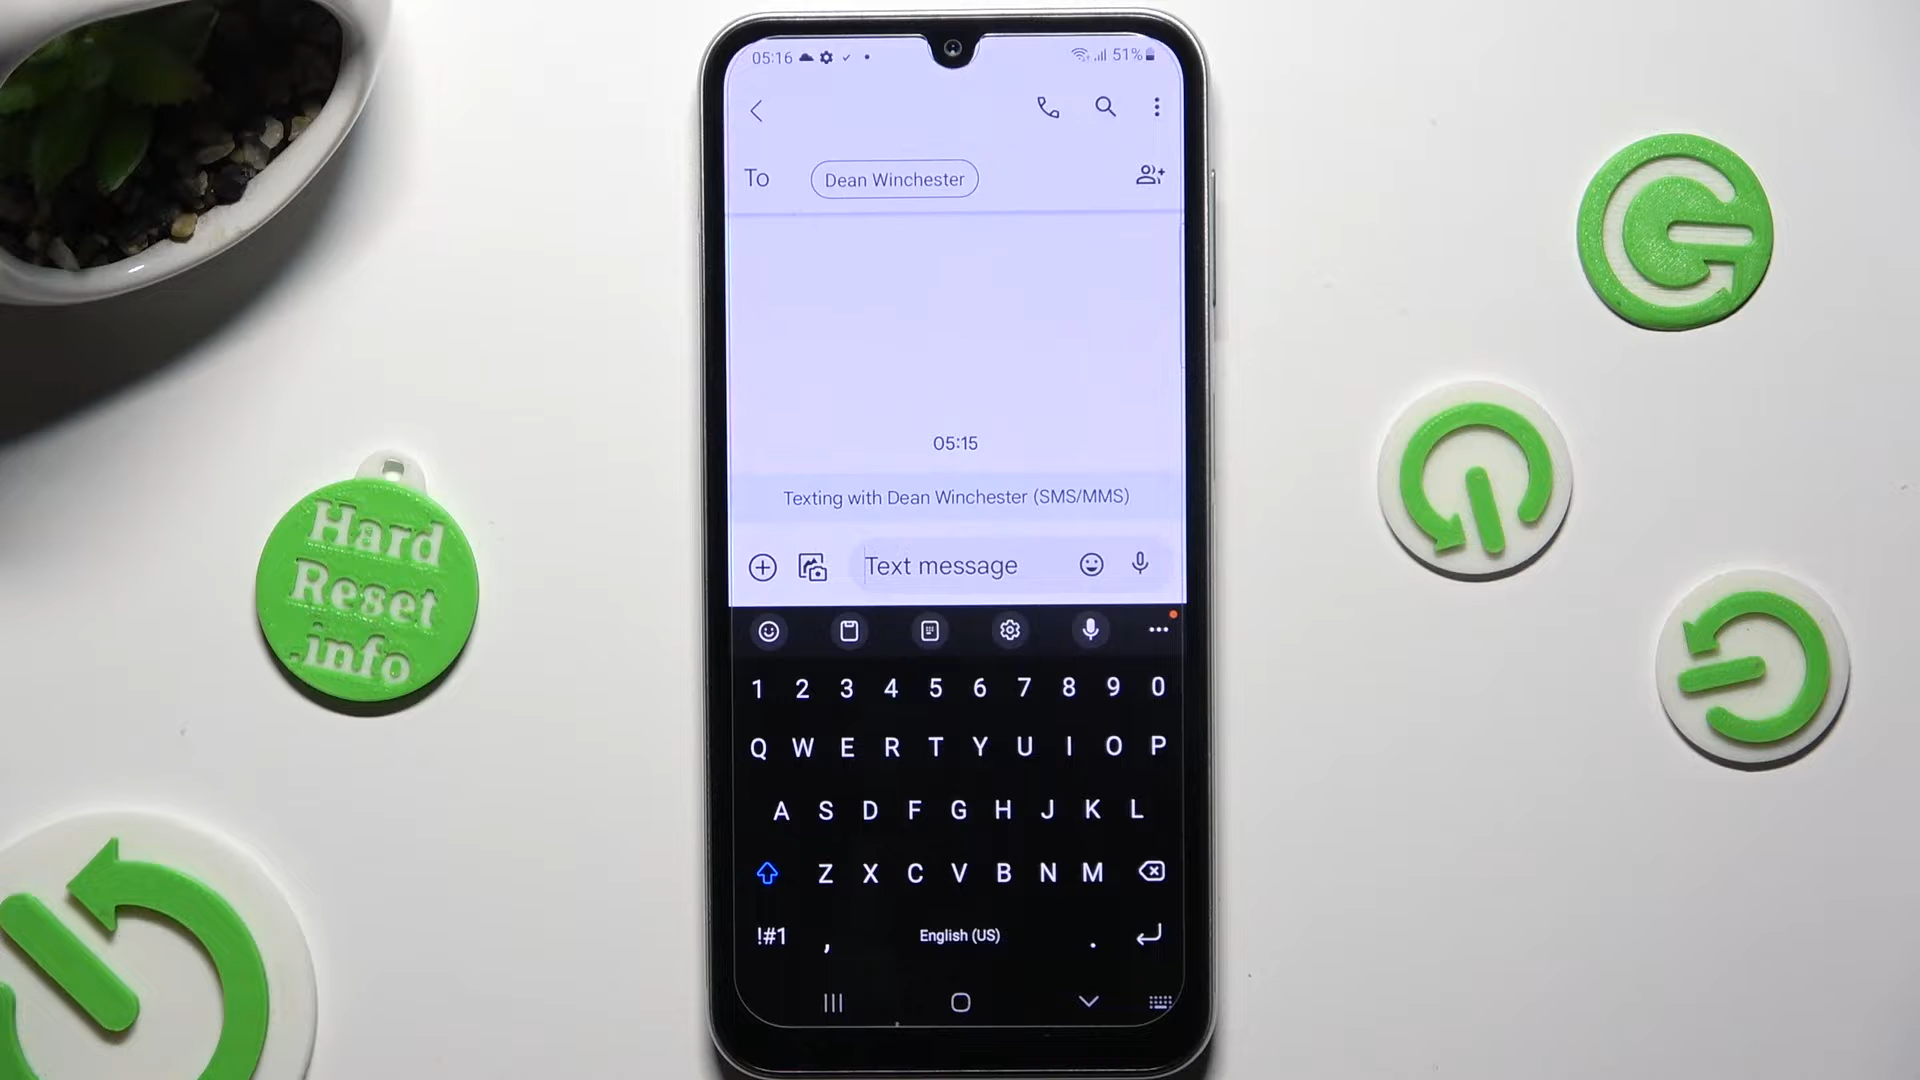 05:16
51%
To Dean Winchester
05:15
Texting with Dean Winchester (SMS/MMS)
Text message
1 2 3 4 5 6 7 8 9 0
Q W E R T Y U I O P
A S D F G H J K L
Z X C V B N M
!#1 , English (US) .
Hard
Reset
.info